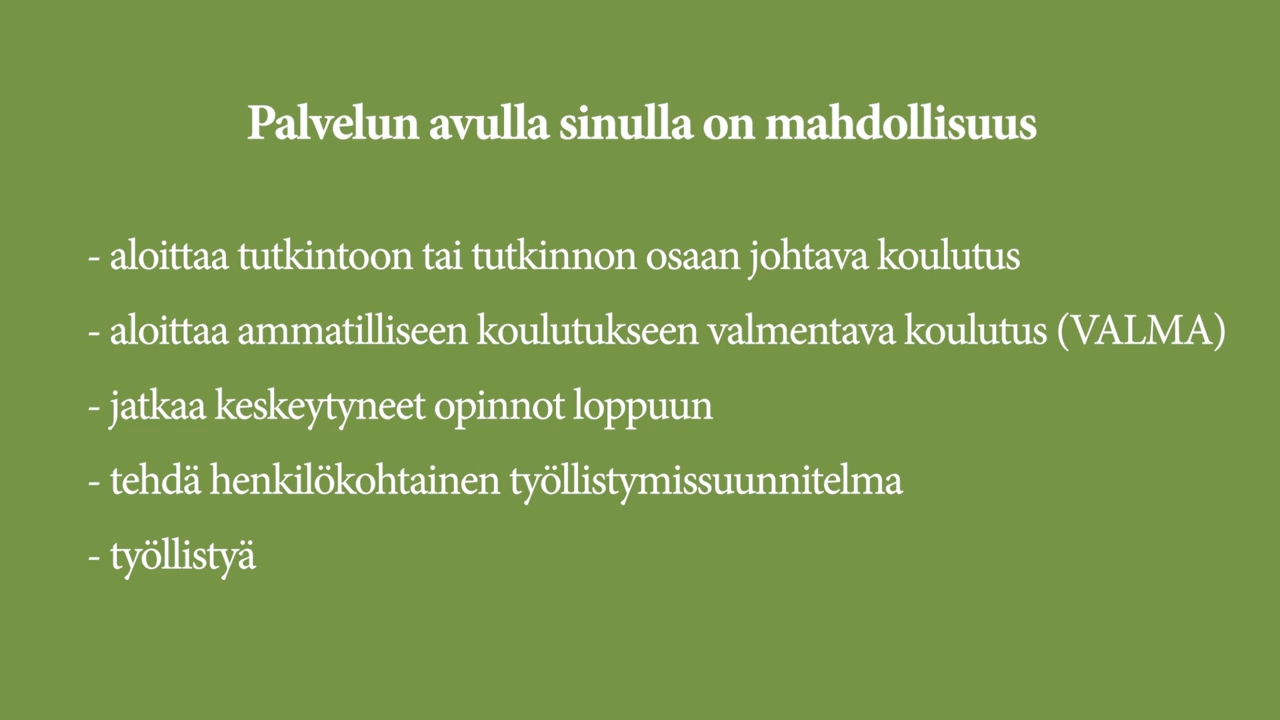 Palvelun avulla sinulla on mahdollisuus
- aloittaa tutkintoon tai tutkinnon osaan johtava koulutus
- aloittaa ammatilliseen koulutukseen valmentava koulutus (VALMA)
- jatkaa keskeytyneet opinnot loppuun
- tehdä henkilökohtainen työllistymissuunnitelma
- työllistyä